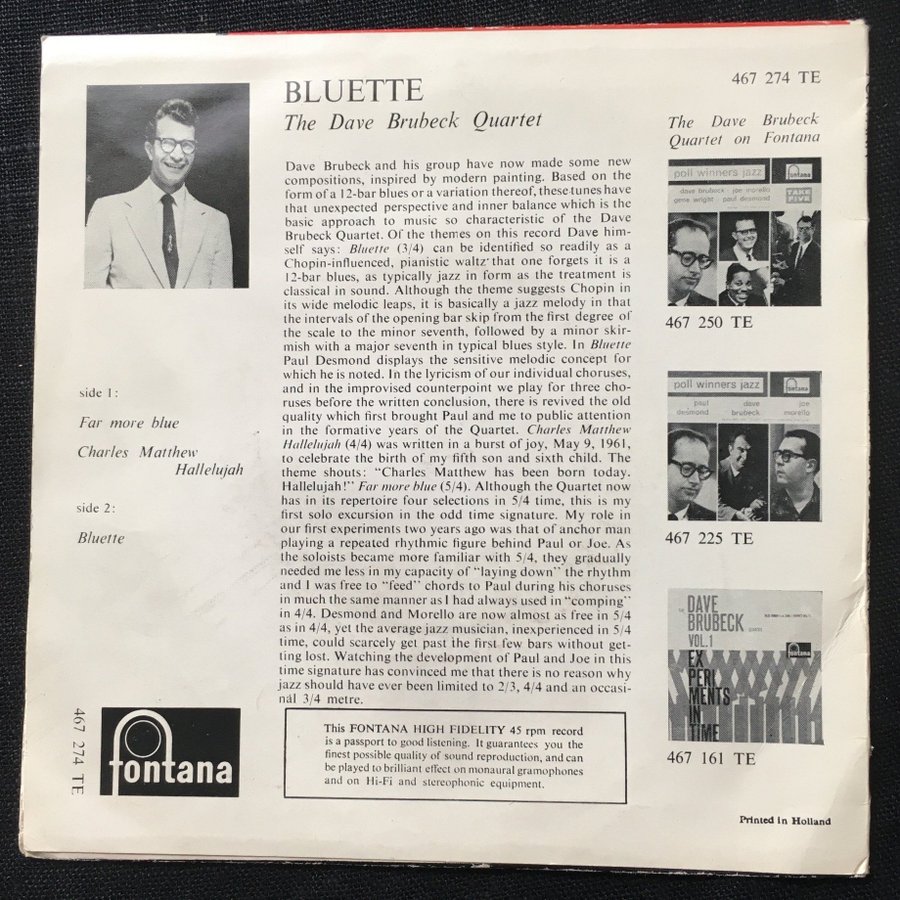 BLUETTE
The Dave Brubeck Quartet
467 274 TE
Dave Brubeck and his group have now made some new
compositions, inspired by modern painting. Based on the
form of a 12-bar blues or a variation thereof, these tunes have
that unexpected perspective and inner balance which is the
basic approach to music so characteristic of the Dave
Brubeck Quartet. Of the themes on this record Dave him-
self says: Bluette (3/4) can be identified so readily as a
Chopin-influenced, pianistic waltz that one forgets it is a
12-bar blues, as typically jazz in form as the treatment is
classical in sound. Although the theme suggests Chopin in
its wide melodic leaps, it is basically a jazz melody in that
the intervals of the opening bar skip from the first degree of
the scale to the minor seventh, followed by a minor skir-
mish with a major seventh in typical blues style. In Bluette
Paul Desmond displays the sensitive melodic concept for
which he is noted. In the lyricism of our individual choruses,
and in the improvised counterpoint we play for three cho-
ruses before the written conclusion, there is revived the old
quality which first brought Paul and me to public attention
in the formative years of the Quartet. Charles Matthew
Hallelujah (4/4) was written in a burst of joy, May 9, 1961,
to celebrate the birth of my fifth son and sixth child. The
theme shouts: “Charles Matthew has been born today.
Hallelujah!” Far more blue (5/4). Although the Quartet now
has in its repertoire four selections in 5/4 time, this is my
first solo excursion in the odd time signature. My role in
our first experiments two years ago was that of anchor man
playing a repeated rhythmic figure behind Paul or Joe. As
the soloists became more familiar with 5/4, they gradually
needed me less in my capacity of “laying down” the rhythm
and I was free to “feed” chords to Paul during his choruses
in much the same manner as I had always used in “comping”
in 4/4. Desmond and Morello are now almost as free in 5/4
as in 4/4, yet the average jazz musician, inexperienced in 5/4
time, could scarcely get past the first few bars without get-
ting lost. Watching the development of Paul and Joe in this
time signature has convinced me that there is no reason why
jazz should have ever been limited to 2/3, 4/4 and an occasi-
nal 3/4 metre.
This FONTANA HIGH FIDELITY 45 rpm record
is a passport to good listening. It guarantees you the
finest possible quality of sound reproduction, and can
be played to brilliant effect on monaural gramophones
and on Hi-Fi and stereophonic equipment.
side 1:
Far more blue
Charles Matthew
Hallelujah
side 2:
Bluette
467 274 TE
fontana
The Dave Brubeck
Quartet on Fontana
poll winners jazz
fontana
dave brubeck joe morello
gene wright paul desmond
TAKE
FIVE
467 250 TE
poll winners jazz
fontana
paul dave joe
desmond brubeck morello
467 225 TE
THE DAVE
BRUBECK
VOL.1
fontana
EX
PERI
MENTS
IN
TIME
467 161 TE
Printed in Holland